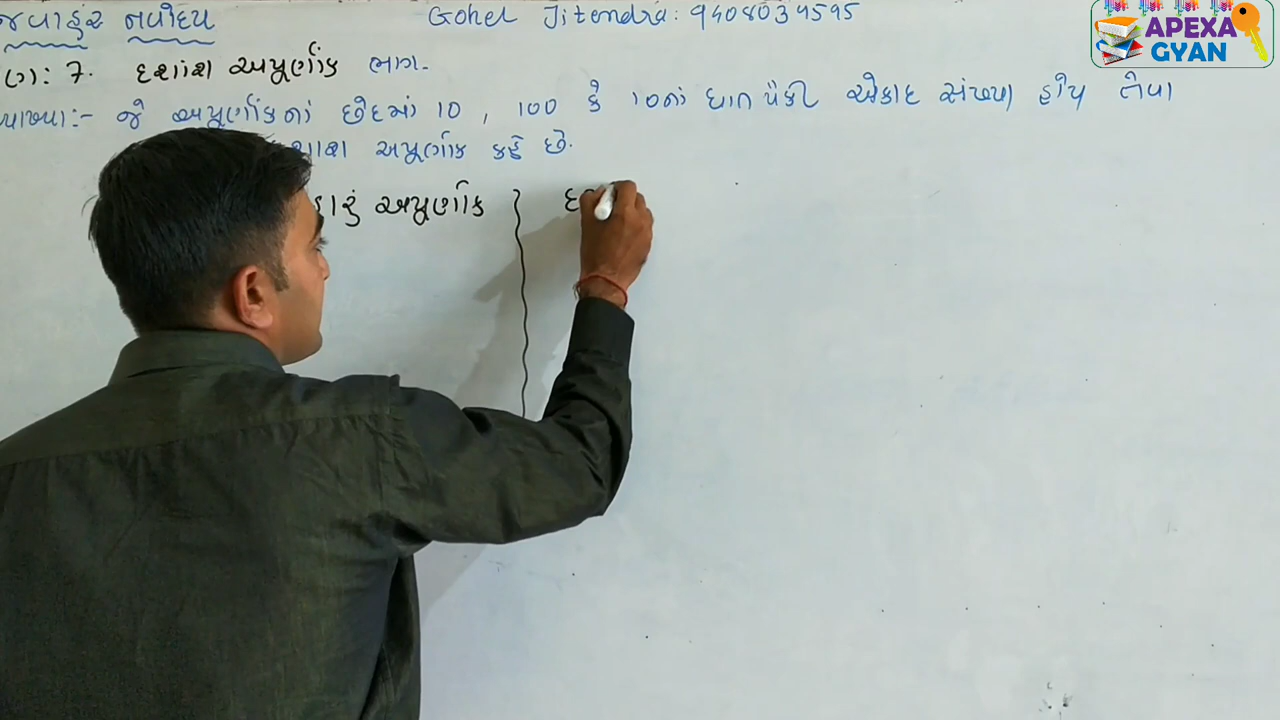 જવાહર નવોદય Gohel Jitendra: 9408034595
APEXA
GYAN
ણ: 7. દશાંશ અપૂર્ણાંક ભાગ-
યાખ્યા:- જે અપૂર્ણાંકનાં છેદમાં 10, 100 કે 10નાં ઘાત પૈકી એકાદ સંખ્યા હોય તેવા
શાંશ અપૂર્ણાંક કહે છે.
અપૂર્ણાંક